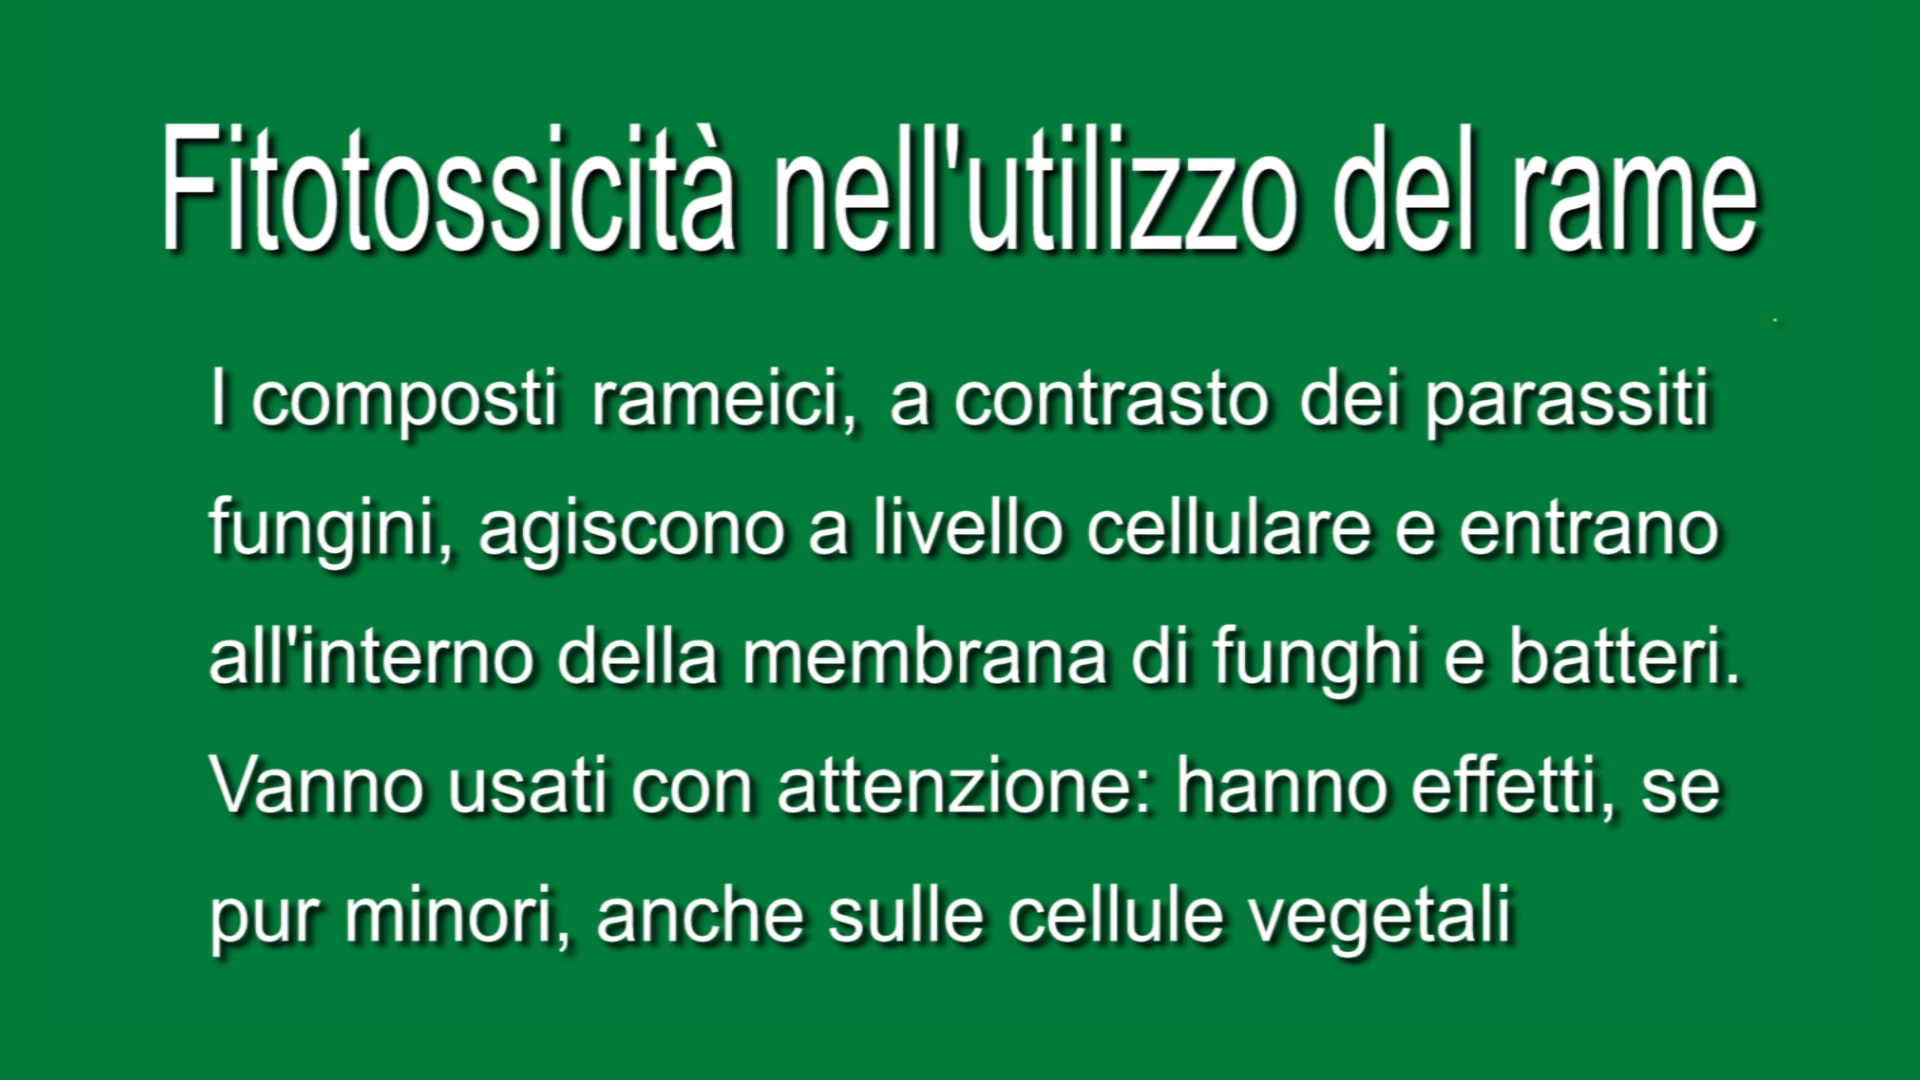 Fitotossicità nell'utilizzo del rame
I composti rameici, a contrasto dei parassiti
fungini, agiscono a livello cellulare e entrano
all'interno della membrana di funghi e batteri.
Vanno usati con attenzione: hanno effetti, se
pur minori, anche sulle cellule vegetali